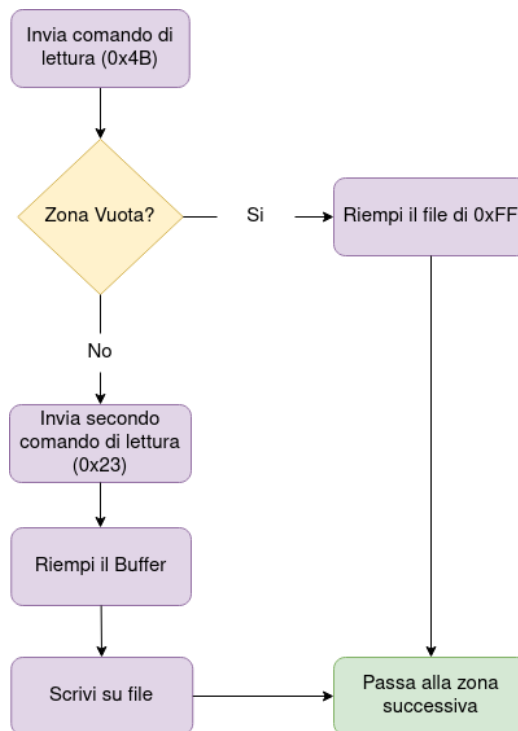 Invia comando di
lettura (0x4B)
Zona Vuota?
Si
Riempi il file di 0xFF
No
Invia secondo
comando di lettura
(0x23)
Riempi il Buffer
Scrivi su file
Passa alla zona
successiva